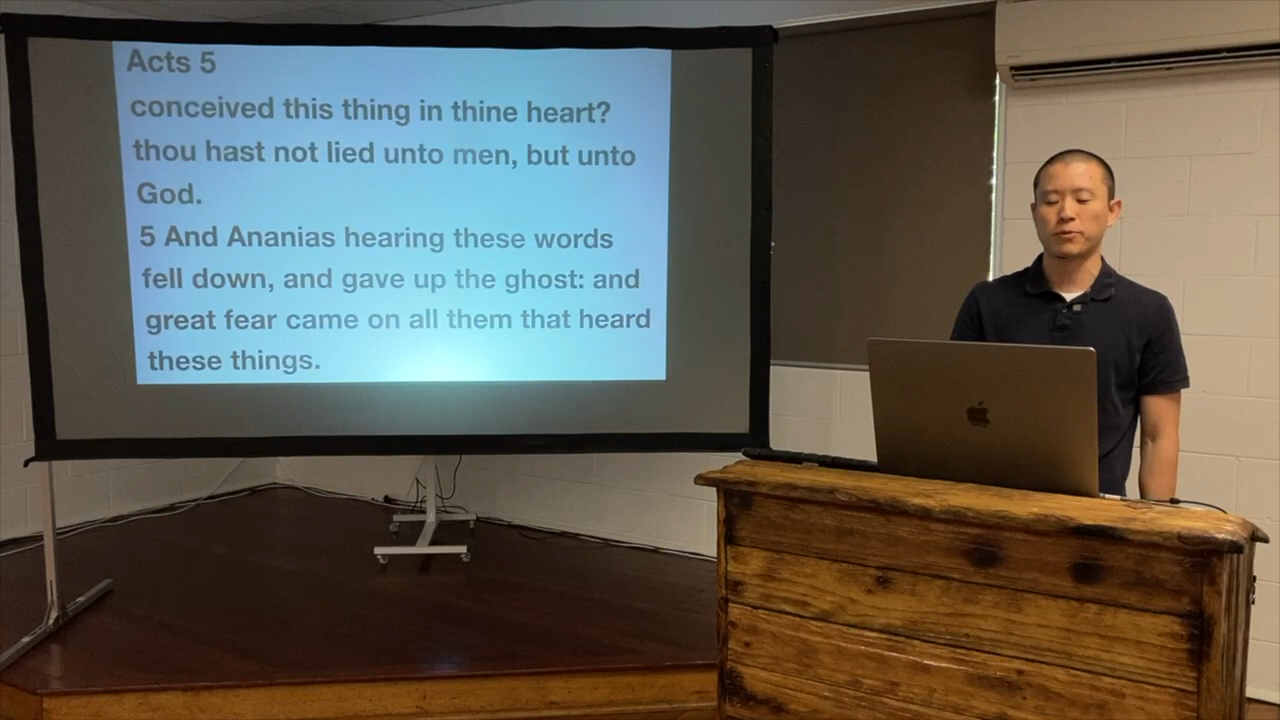 Acts 5
conceived this thing in thine heart?
thou hast not lied unto men, but unto
God.
5 And Ananias hearing these words
fell down, and gave up the ghost: and
great fear came on all them that heard
these things.